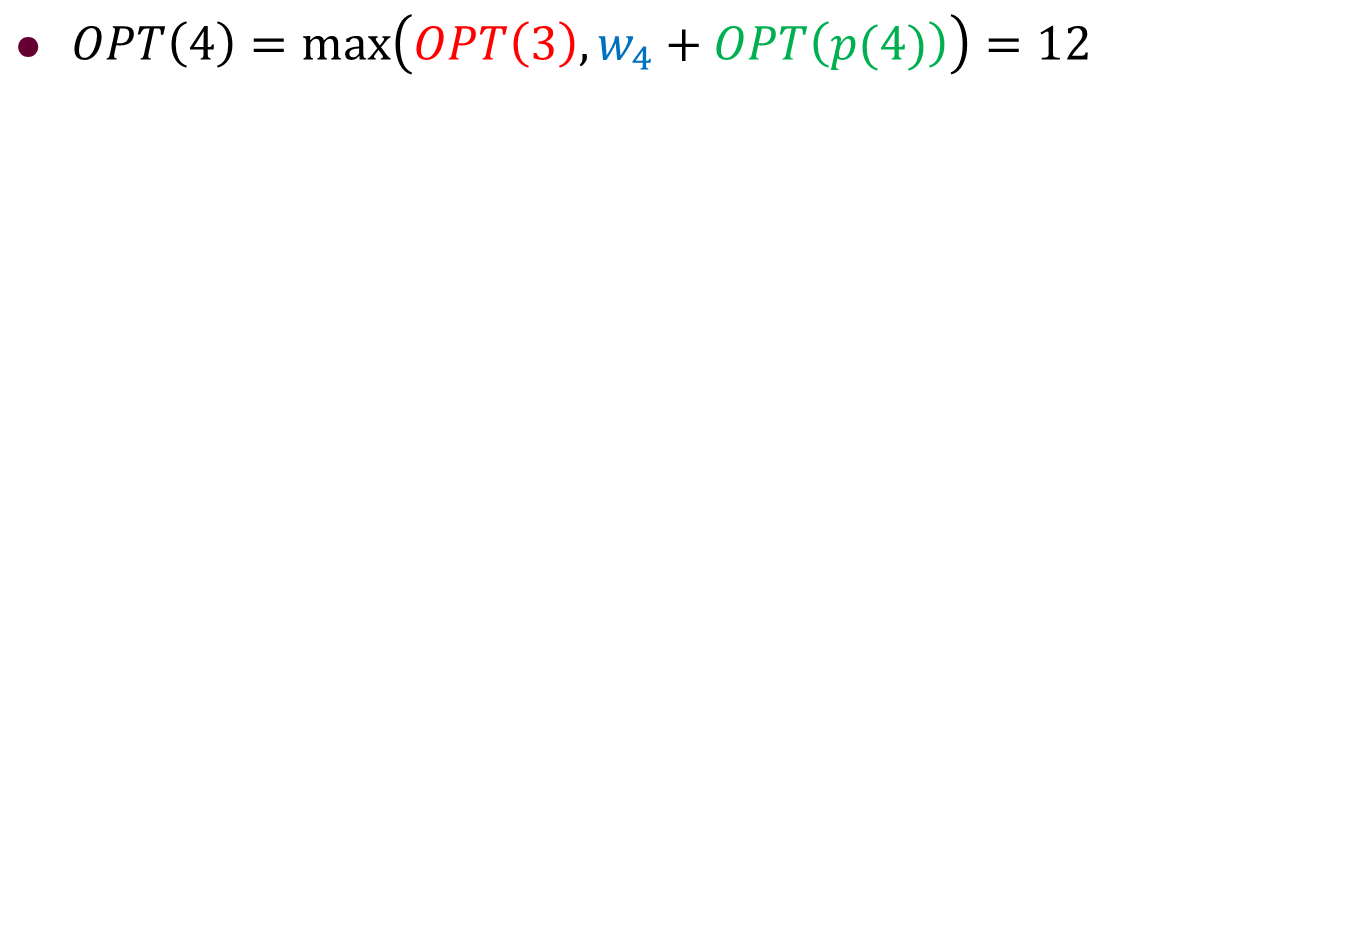 • OPT(4) = max(OPT(3), w₄ + OPT(p(4))) = 12